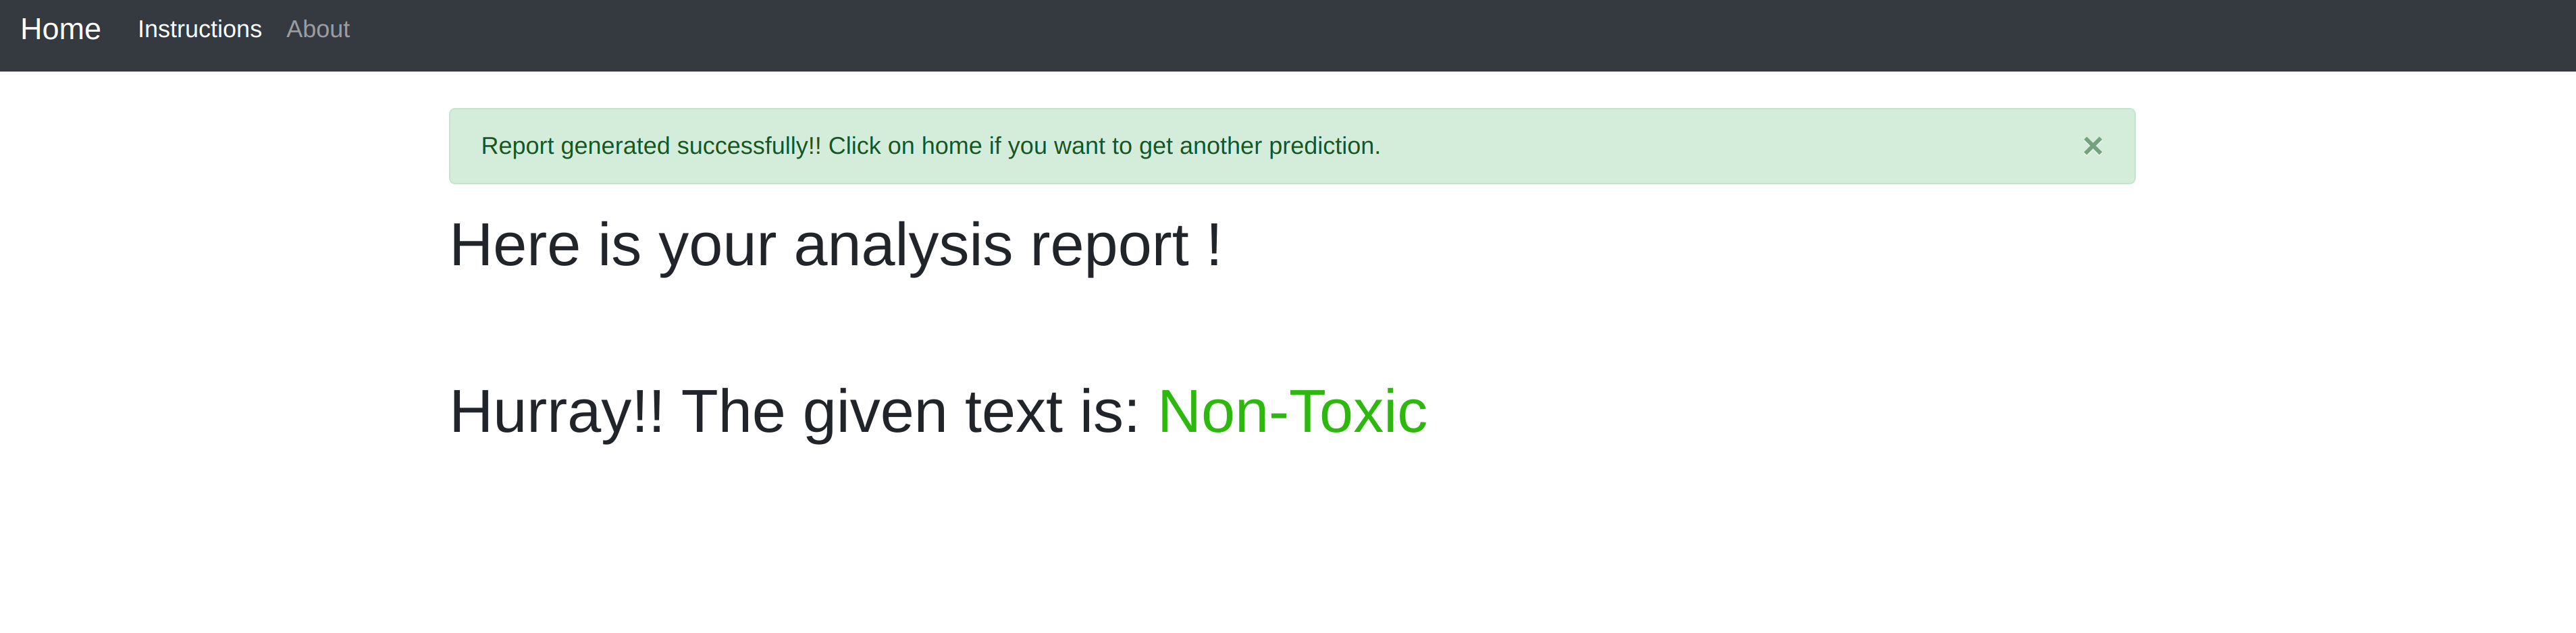 Home Instructions About
Report generated successfully!! Click on home if you want to get another prediction. ×
Here is your analysis report !
Hurray!! The given text is: Non-Toxic